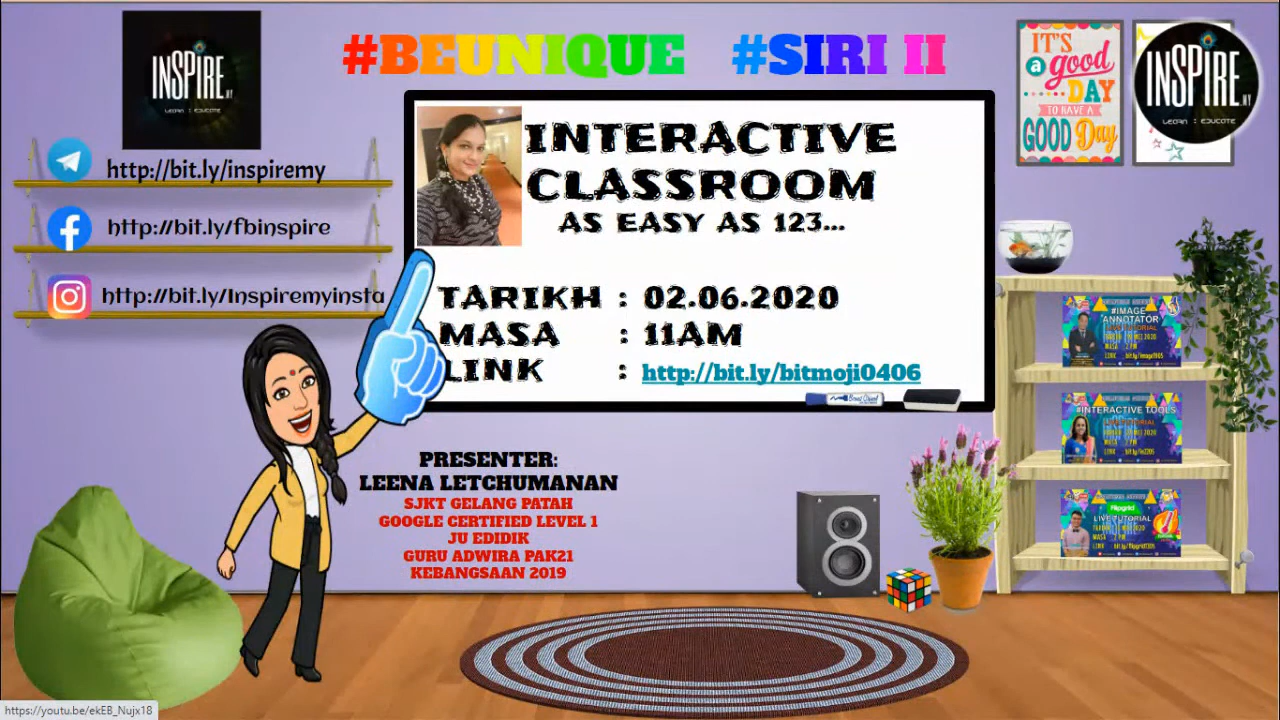 #BEUNIQUE #SIRI II
INSPIRE.MY
LEARN : EDUCATE
http://bit.ly/inspiremy
http://bit.ly/fbinspire
http://bit.ly/Inspiremyinsta
INTERACTIVE
CLASSROOM
AS EASY AS 123...
TARIKH : 02.06.2020
MASA : 11AM
LINK : http://bit.ly/bitmoji0406
PRESENTER:
LEENA LETCHUMANAN
SJKT GELANG PATAH
GOOGLE CERTIFIED LEVEL 1
JU EDIDIK
GURU ADWIRA PAK21
KEBANGSAAN 2019
IT'S
a good
DAY
TO HAVE A
GOOD Day
INSPIRE.MY
LEARN : EDUCATE
#IMAGE
ANNOTATOR
#INTERACTIVE TOOLS
Flipgrid
LIVE TUTORIAL
https://youtu.be/ekEB_Nujx18